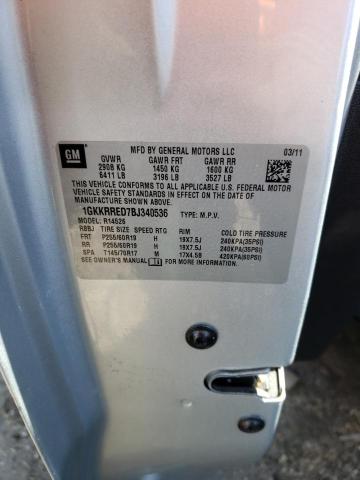 GM
MFD BY GENERAL MOTORS LLC 03/11
GVWR GAWR FRT GAWR RR
2908 KG 1450 KG 1600 KG
6411 LB 3196 LB 3527 LB
THIS VEHICLE CONFORMS TO ALL APPLICABLE U.S. FEDERAL MOTOR
VEHICLE SAFETY STANDARDS IN EFFECT ON THE DATE OF
MANUFACTURE SHOWN ABOVE.
1GKKRRED7BJ340536 TYPE: M.P.V.
MODEL: R14526
RBBJ TIRE SIZE SPEED RTG RIM COLD TIRE PRESSURE
FRT P255/60R19 H 19X7.5J 240KPA(35PSI)
RR P255/60R19 H 19X7.5J 240KPA(35PSI)
SPA T145/70R17 M 17X4.5B 420KPA(60PSI)
SEE OWNER'S MANUAL FOR MORE INFORMATION